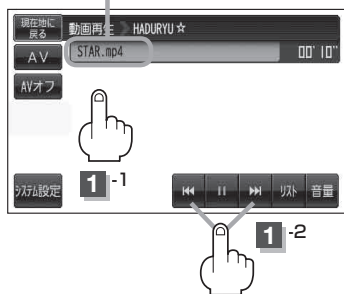 現在地に
戻る
動画再生 HADURYU☆
AV
STAR.mp4
00'10"
AVオフ
1-1
システム設定
リスト
音量
1-2